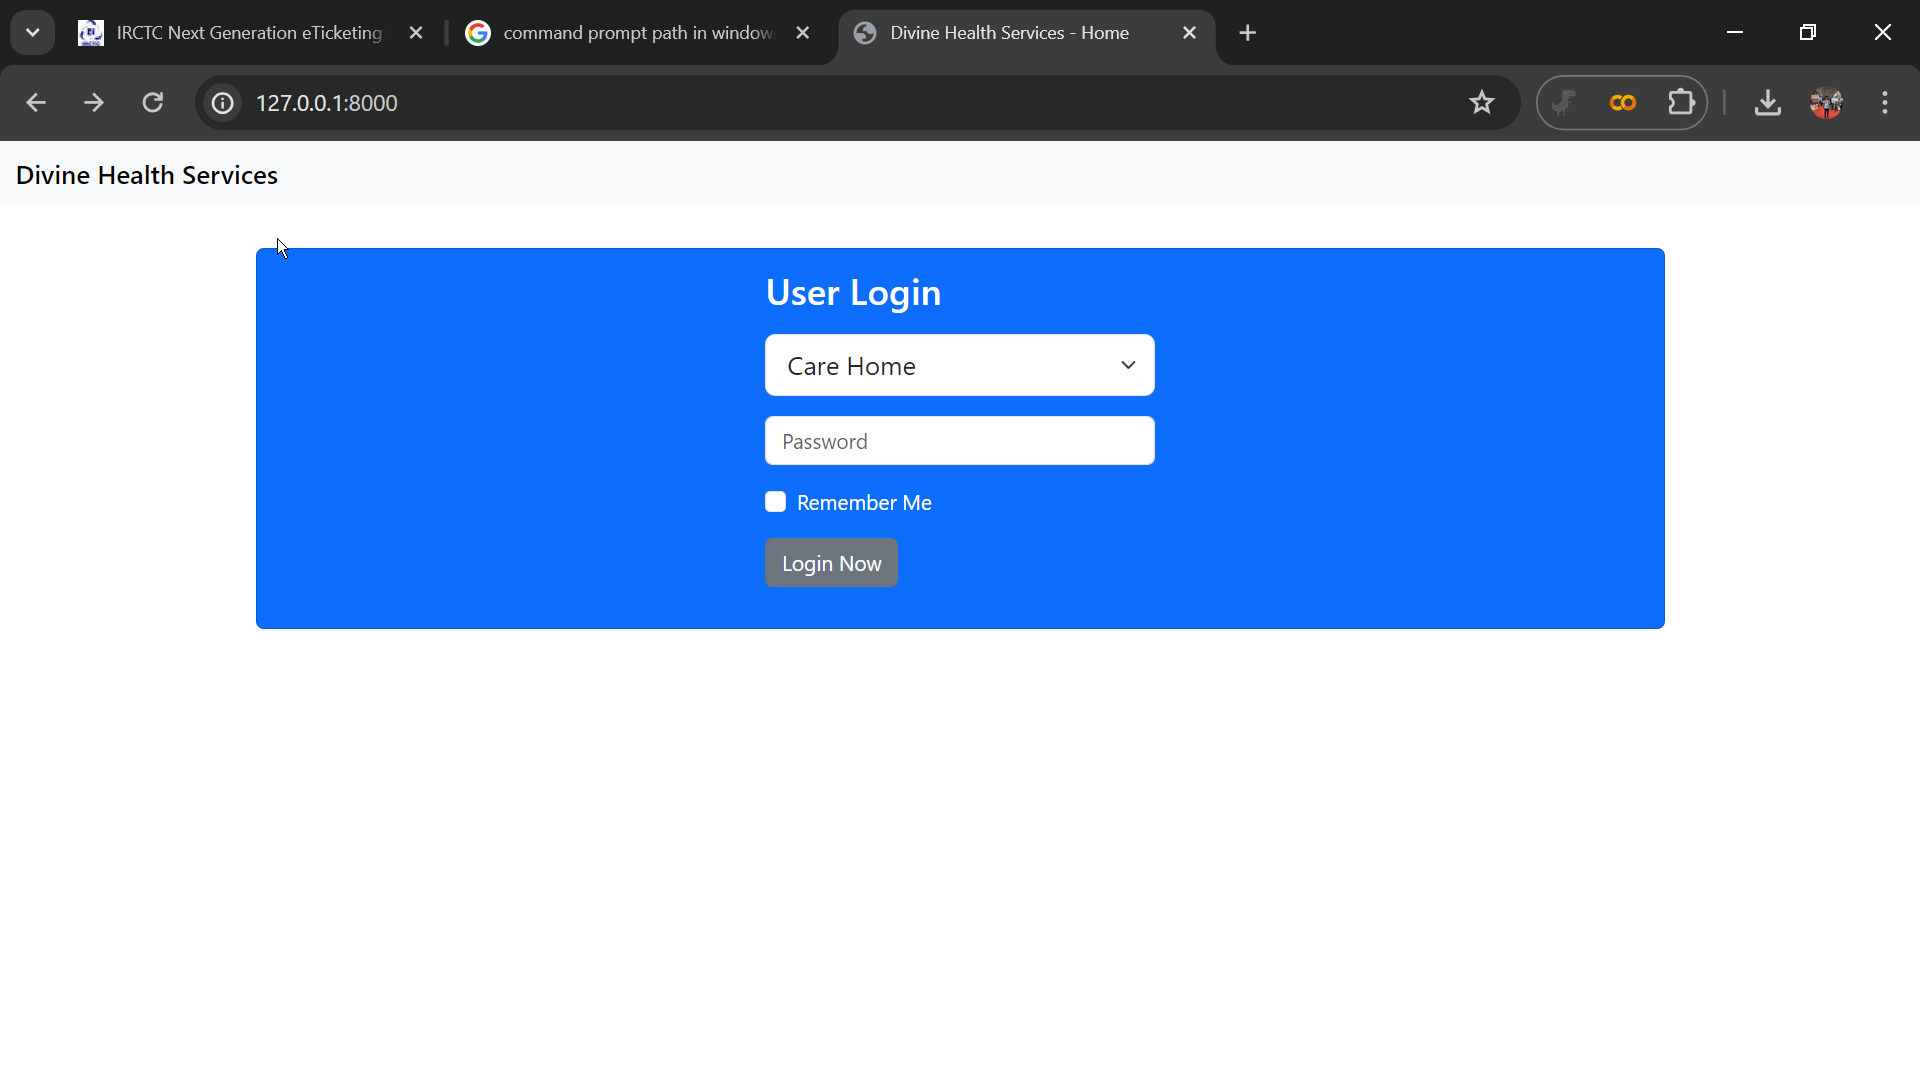 IRCTC Next Generation eTicketing
command prompt path in window
Divine Health Services - Home
127.0.0.1:8000
Divine Health Services
User Login
Care Home
Password
Remember Me
Login Now